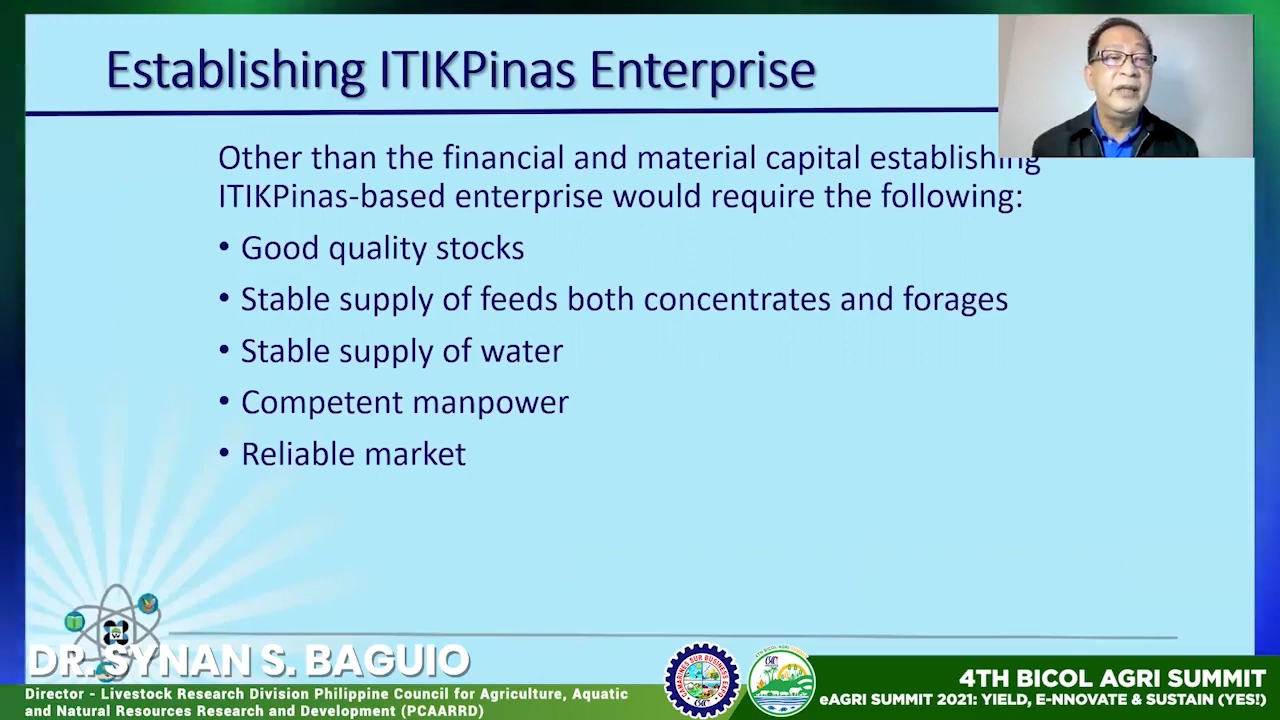 Establishing ITIKPinas Enterprise
Other than the financial and material capital establishing
ITIKPinas-based enterprise would require the following:
• Good quality stocks
• Stable supply of feeds both concentrates and forages
• Stable supply of water
• Competent manpower
• Reliable market
DR. SYNAN S. BAGUIO
Director - Livestock Research Division Philippine Council for Agriculture, Aquatic
and Natural Resources Research and Development (PCAARRD)
4TH BICOL AGRI SUMMIT
eAGRI SUMMIT 2021: YIELD, E-NNOVATE & SUSTAIN (YES!)